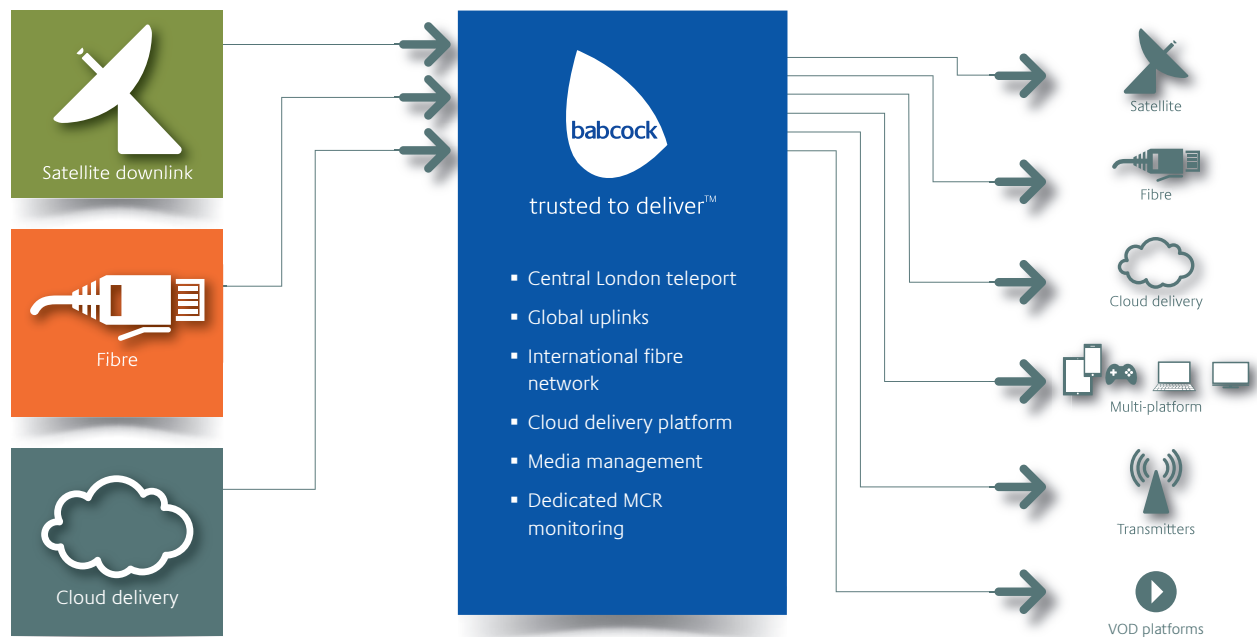 Satellite downlink
Fibre
Cloud delivery
babcock
trusted to deliver™
▪ Central London teleport
▪ Global uplinks
▪ International fibre
network
▪ Cloud delivery platform
▪ Media management
▪ Dedicated MCR
monitoring
Satellite
Fibre
Cloud delivery
Multi-platform
Transmitters
VOD platforms